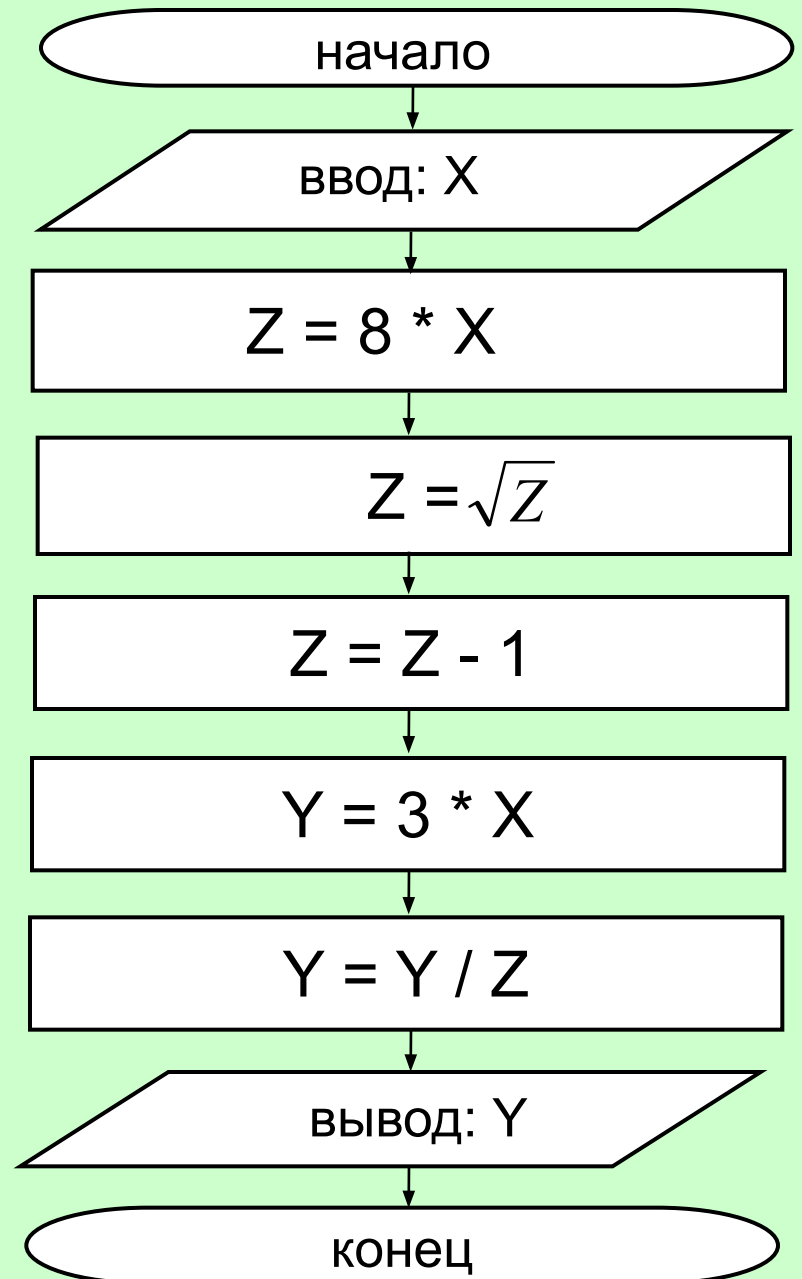 начало
ввод: X
Z = 8 * X
Z = √Z
Z = Z - 1
Y = 3 * X
Y = Y / Z
вывод: Y
конец